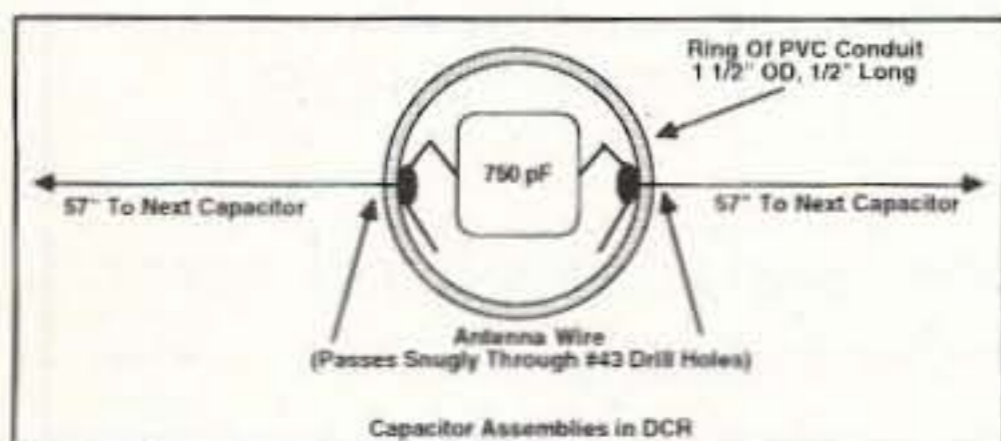 Ring Of PVC Conduit
1 1/2" OD, 1/2" Long
750 pF
57" To Next Capacitor
57" To Next Capacitor
Antenna Wire
(Passes Snugly Through #43 Drill Holes)
Capacitor Assemblies in DCR